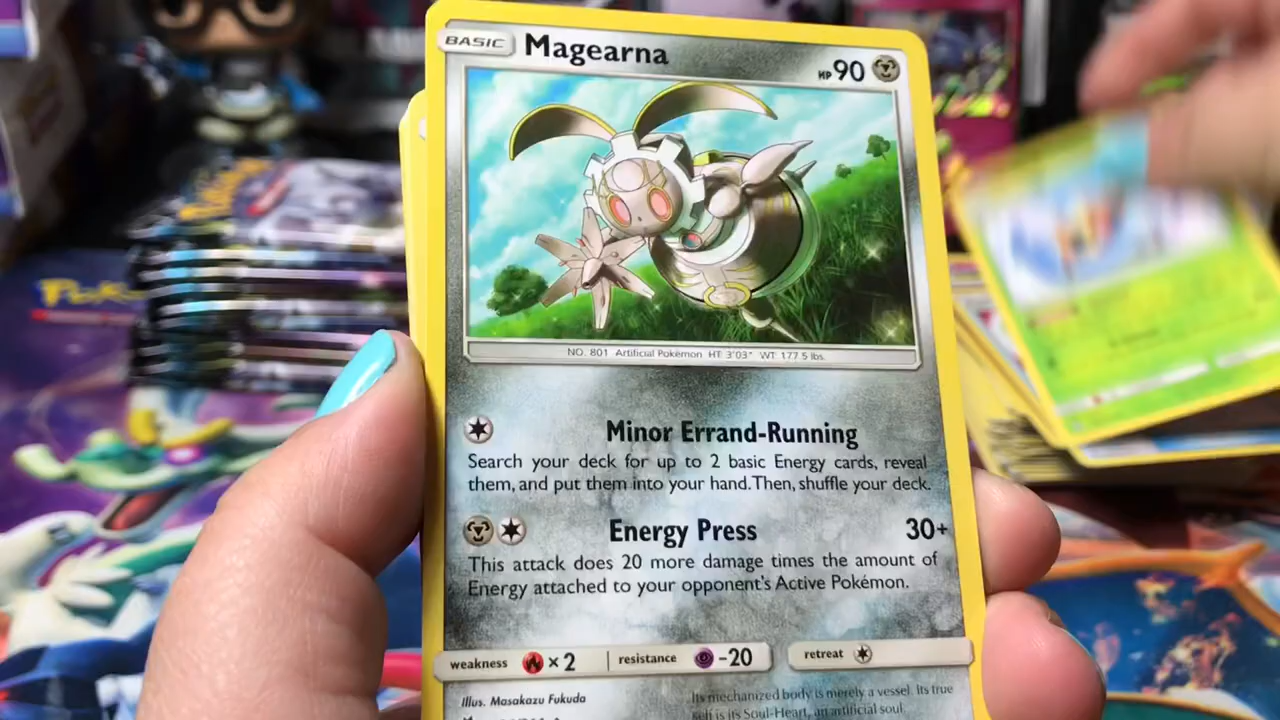 BASIC Magearna HP 90
NO. 801 Artificial Pokémon HT 3'03" WT 177.5 lbs.
Minor Errand-Running
Search your deck for up to 2 basic Energy cards, reveal
them, and put them into your hand. Then, shuffle your deck.
Energy Press 30+
This attack does 20 more damage times the amount of
Energy attached to your opponent's Active Pokémon.
weakness ×2 resistance -20 retreat
Illus. Masakazu Fukuda
Its mechanized body is merely a vessel. Its true
self is its Soul-Heart, an artificial soul.